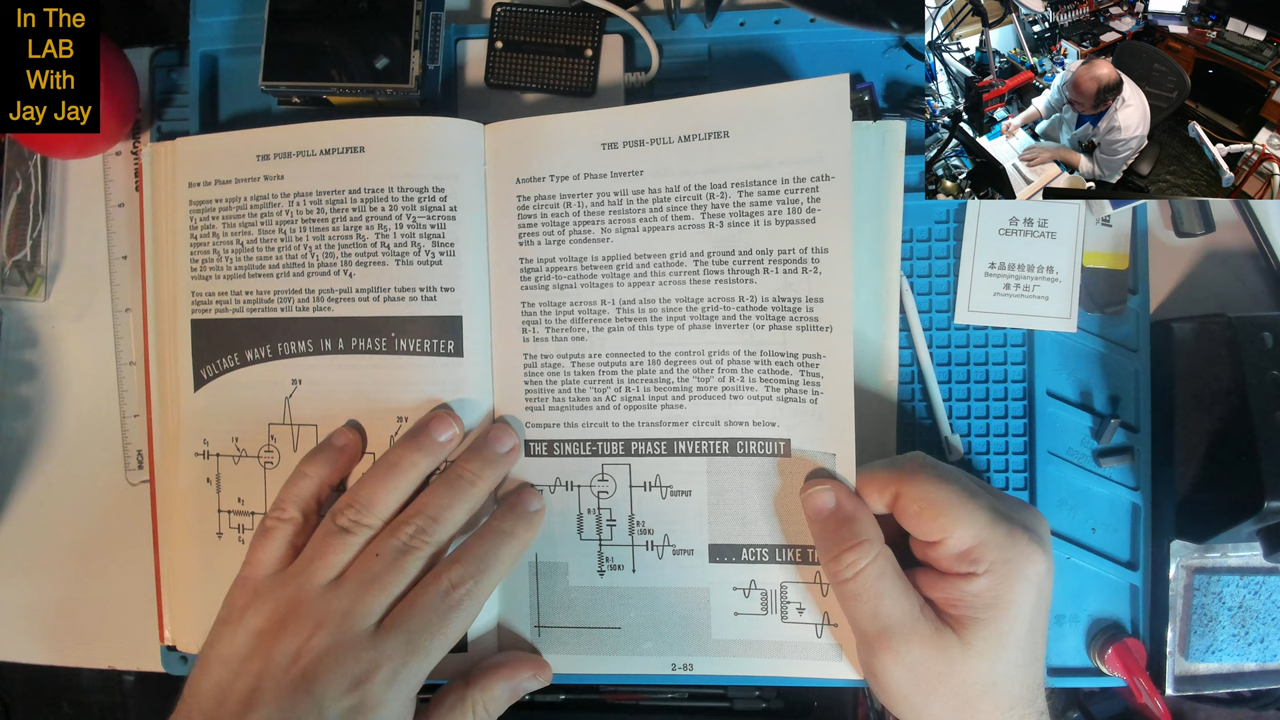 In The
LAB
With
Jay Jay
THE PUSH-PULL AMPLIFIER
How the Phase Inverter Works
Suppose we apply a signal to the phase inverter and trace it through the
complete push-pull amplifier. If a 1 volt signal is applied to the grid of
V1 and we assume the gain of V1 to be 20, there will be a 20 volt signal at
the plate. This signal will appear between grid and ground of V2—across
R4 and R5 in series. Since R4 is 19 times as large as R5, 19 volts will
appear across R4 and there will be 1 volt across R5. The 1 volt signal
across R5 is applied to the grid of V3 at the junction of R4 and R5. Since
the gain of V3 is the same as that of V1 (20), the output voltage of V3 will
be 20 volts in amplitude and shifted in phase 180 degrees. This output
voltage is applied between grid and ground of V4.
You can see that we have provided the push-pull amplifier tubes with two
signals equal in amplitude (20V) and 180 degrees out of phase so that
proper push-pull operation will take place.
VOLTAGE WAVE FORMS IN A PHASE INVERTER
20 V
20 V
C1
1 V
V1
R1
R2
C3
THE PUSH-PULL AMPLIFIER
Another Type of Phase Inverter
The phase inverter you will use has half of the load resistance in the cath-
ode circuit (R-1), and half in the plate circuit (R-2). The same current
flows in each of these resistors and since they have the same value, the
same voltage appears across each of them. These voltages are 180 de-
grees out of phase. No signal appears across R-3 since it is bypassed
with a large condenser.
The input voltage is applied between grid and ground and only part of this
signal appears between grid and cathode. The tube current responds to
the grid-to-cathode voltage and this current flows through R-1 and R-2,
causing signal voltages to appear across these resistors.
The voltage across R-1 (and also the voltage across R-2) is always less
than the input voltage. This is so since the grid-to-cathode voltage is
equal to the difference between the input voltage and the voltage across
R-1. Therefore, the gain of this type of phase inverter (or phase splitter)
is less than one.
The two outputs are connected to the control grids of the following push-
pull stage. These outputs are 180 degrees out of phase with each other
since one is taken from the plate and the other from the cathode. Thus,
when the plate current is increasing, the "top" of R-2 is becoming less
positive and the "top" of R-1 is becoming more positive. The phase in-
verter has taken an AC signal input and produced two output signals of
equal magnitudes and of opposite phase.
Compare this circuit to the transformer circuit shown below.
THE SINGLE-TUBE PHASE INVERTER CIRCUIT
OUTPUT
R-3
R-2
(50K)
OUTPUT
R-1
(50K)
... ACTS LIKE
2-83
合格证
CERTIFICATE
本品经检验合格,
Benpinjingjianyanhege,
准予出厂
zhunyuchuchang